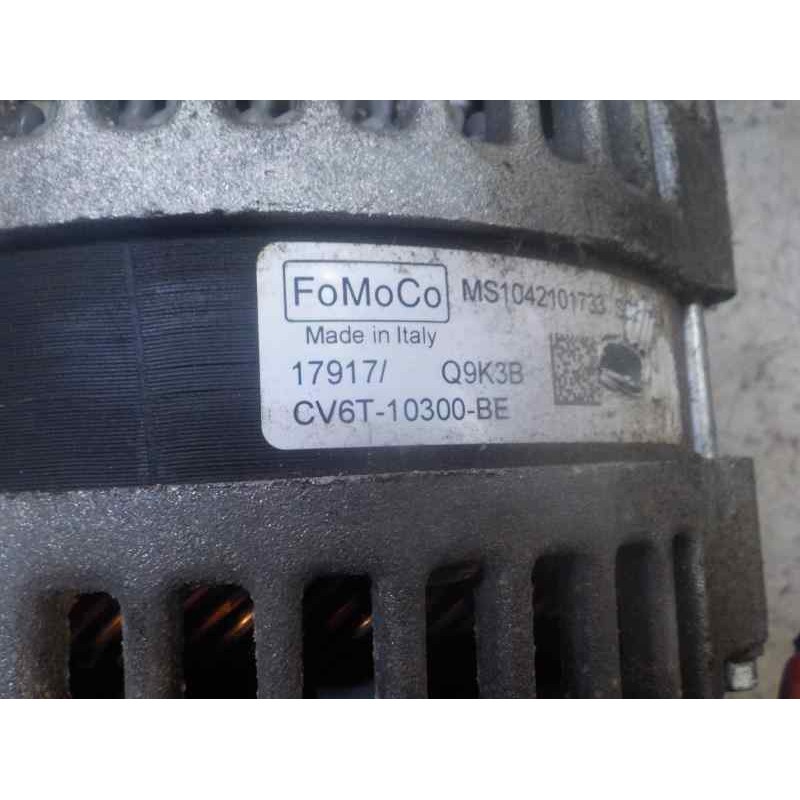 FoMoCo MS1042101733
Made in Italy
17917/ Q9K3B
CV6T-10300-BE